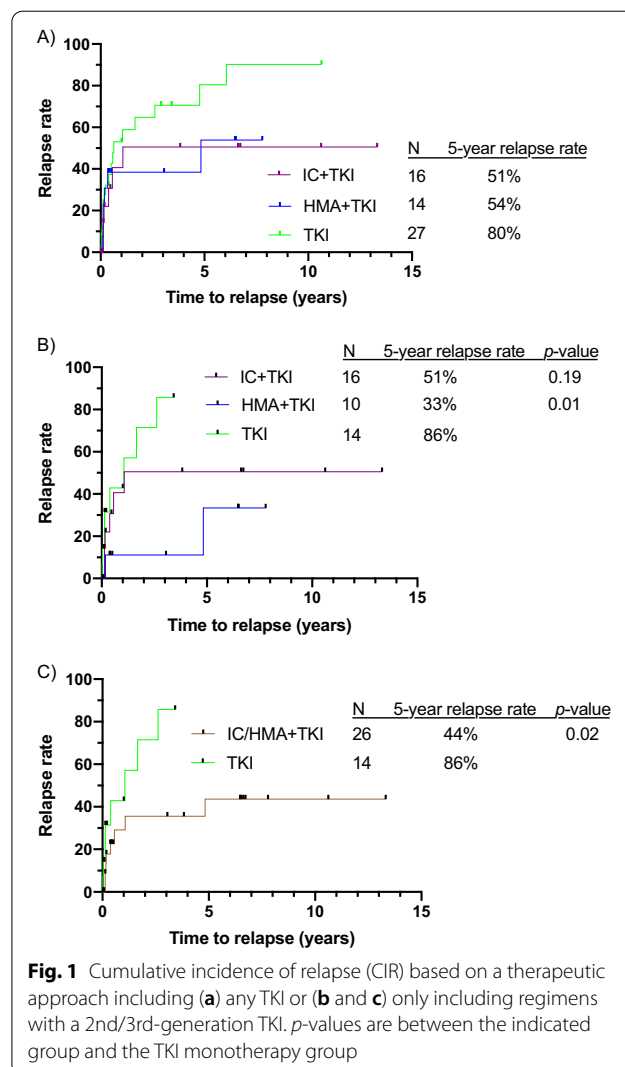 A)
100
80
60
40
20
0
Relapse rate
0 5 10 15
Time to relapse (years)
N 5-year relapse rate
IC+TKI 16 51%
HMA+TKI 14 54%
TKI 27 80%
B)
100
80
60
40
20
0
Relapse rate
0 5 10 15
Time to relapse (years)
N 5-year relapse rate p-value
IC+TKI 16 51% 0.19
HMA+TKI 10 33% 0.01
TKI 14 86%
C)
100
80
60
40
20
0
Relapse rate
0 5 10 15
Time to relapse (years)
N 5-year relapse rate p-value
IC/HMA+TKI 26 44% 0.02
TKI 14 86%
Fig. 1 Cumulative incidence of relapse (CIR) based on a therapeutic
approach including (a) any TKI or (b and c) only including regimens
with a 2nd/3rd-generation TKI. p-values are between the indicated
group and the TKI monotherapy group